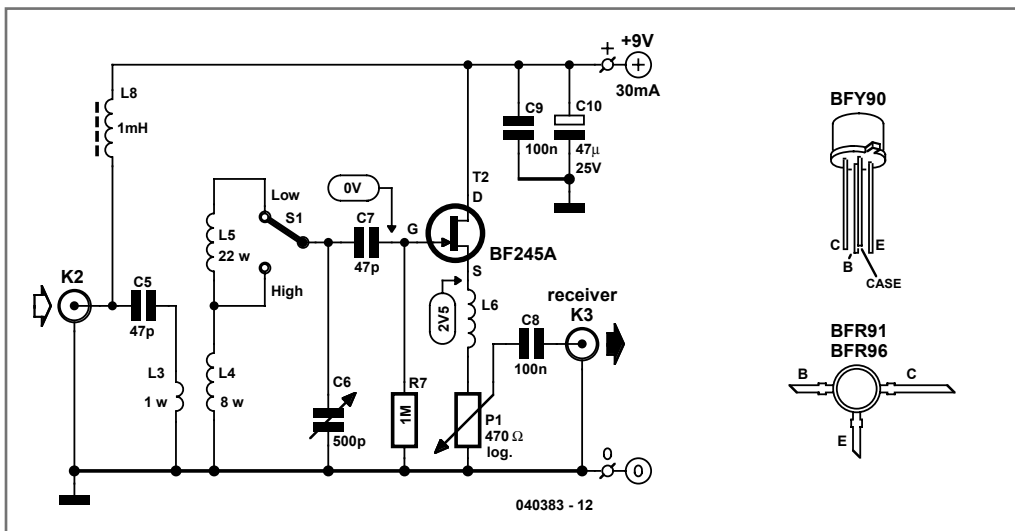 +
+9V
30mA
L8
1mH
C9
100n
C10
47µ
25V
T2
D
0V
Low
S1
High
L5
22 w
C7
47p
G
BF245A
S
2V5
L6
K2
C5
47p
receiver
K3
C8
100n
L3
1 w
L4
8 w
C6
500p
R7
1M
P1
470 Ω
log.
0
0
040383 - 12
BFY90
C
B
E
CASE
BFR91
BFR96
B
C
E